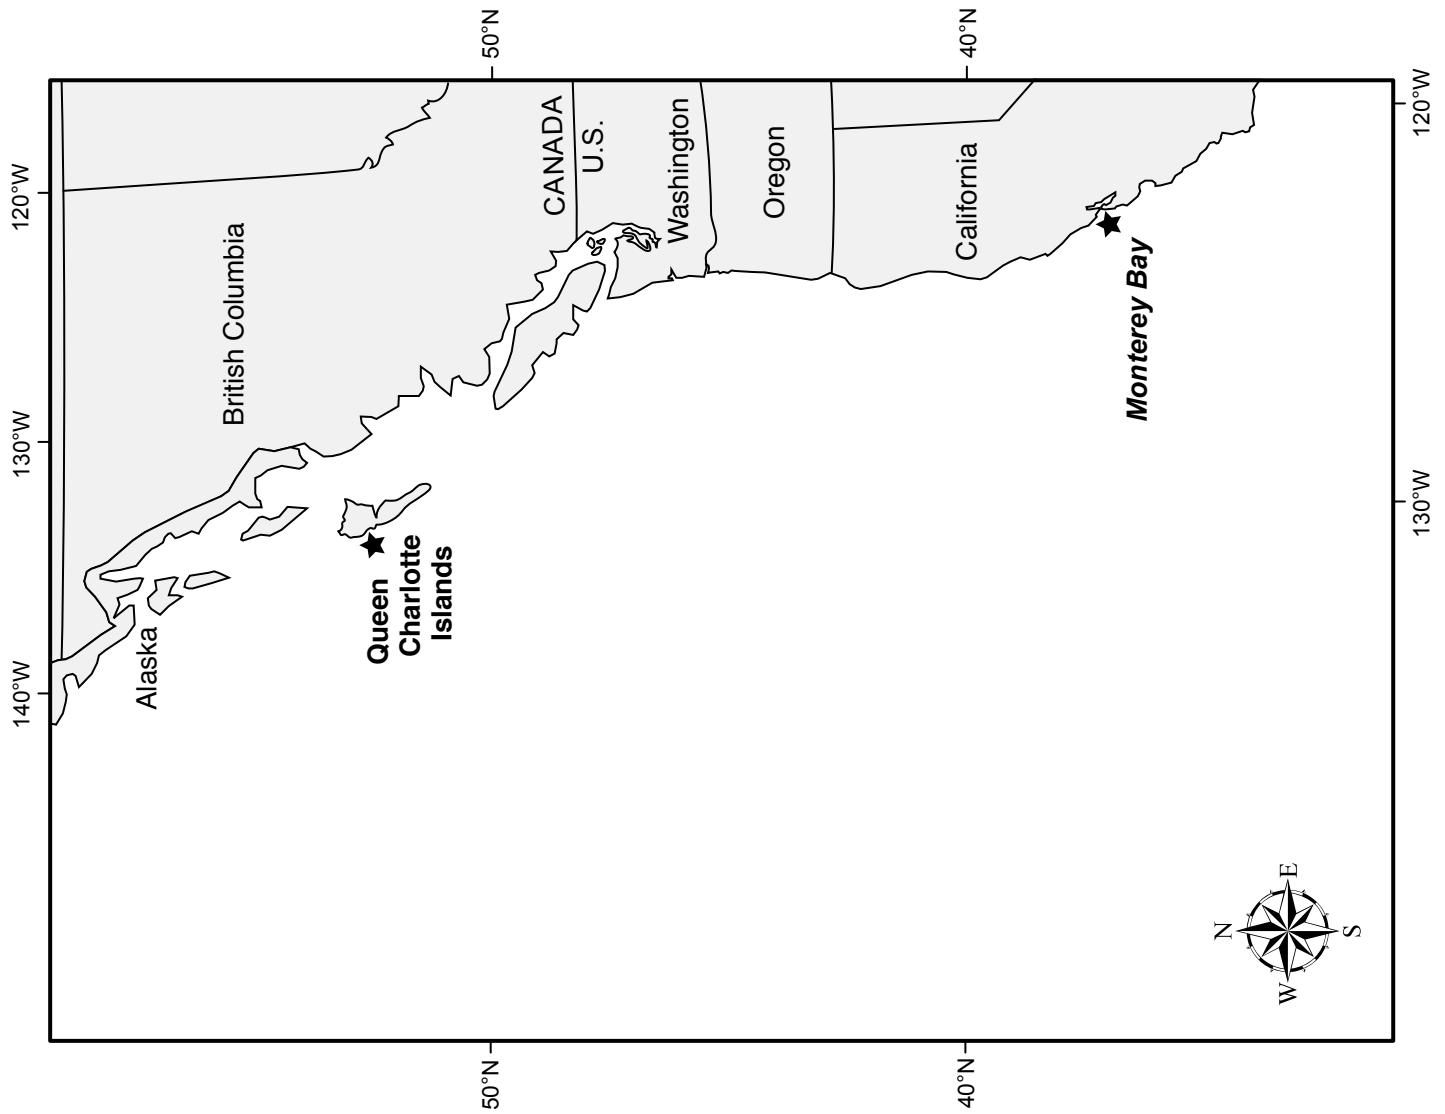 140°W
130°W
120°W
50°N
40°N
British Columbia
Alaska
CANADA
U.S.
Washington
Oregon
California
Queen
Charlotte
Islands
Monterey Bay
N
E
S
W
50°N
40°N
130°W
120°W